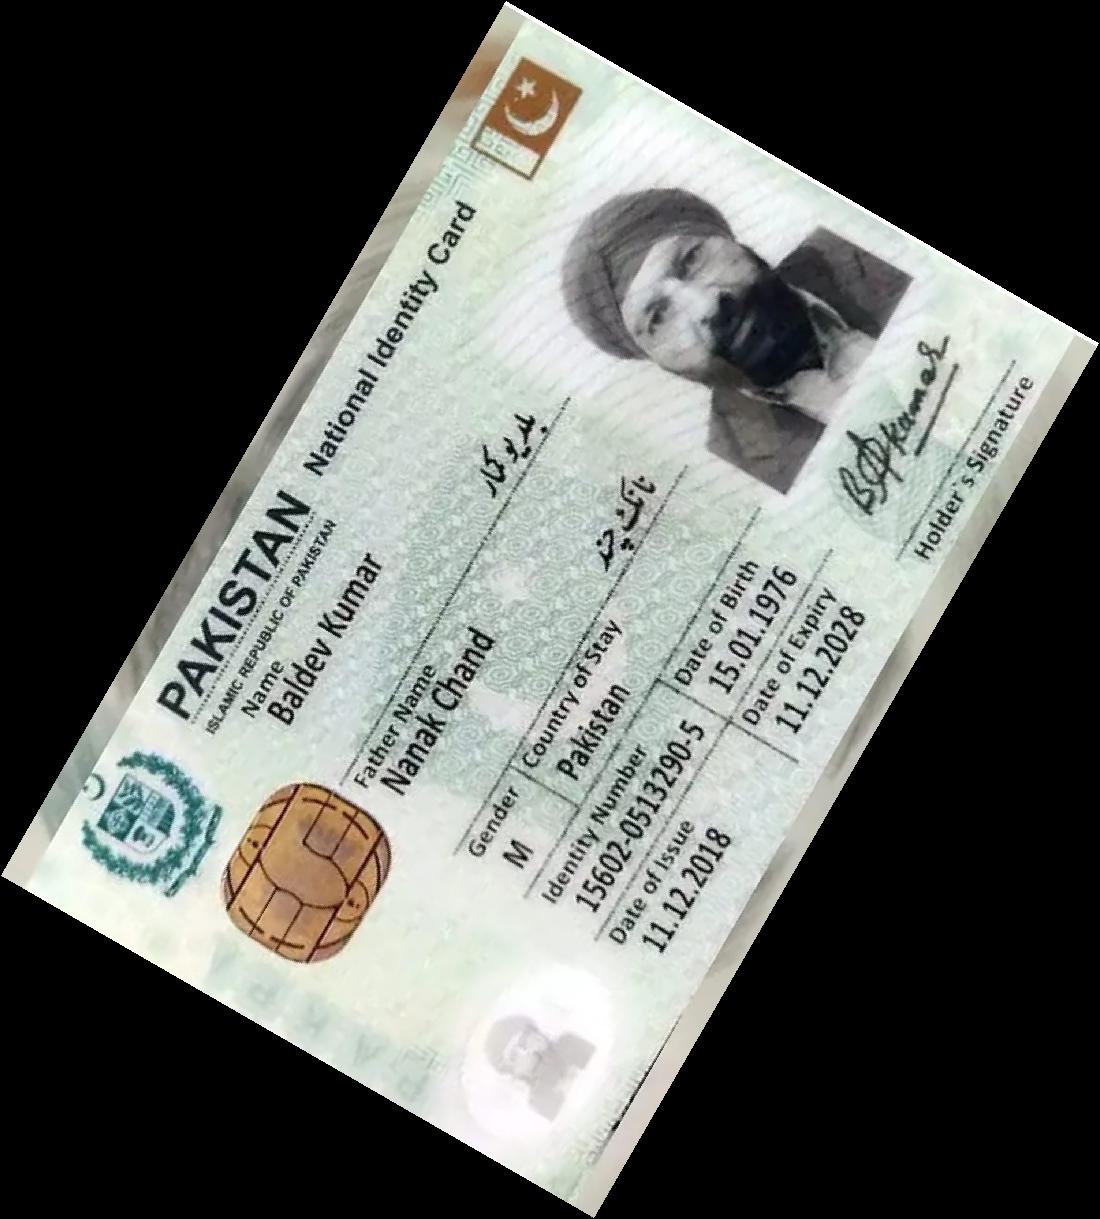 PAKISTAN National Identity Card
ISLAMIC REPUBLIC OF PAKISTAN
Name
Baldev Kumar
بلدیو کمار
Father Name
Nanak Chand
نانک چند
Gender Country of Stay
M Pakistan
Identity Number Date of Birth
15602-0513290-5 15.01.1976
Date of Issue Date of Expiry
11.12.2018 11.12.2028
Holder's Signature